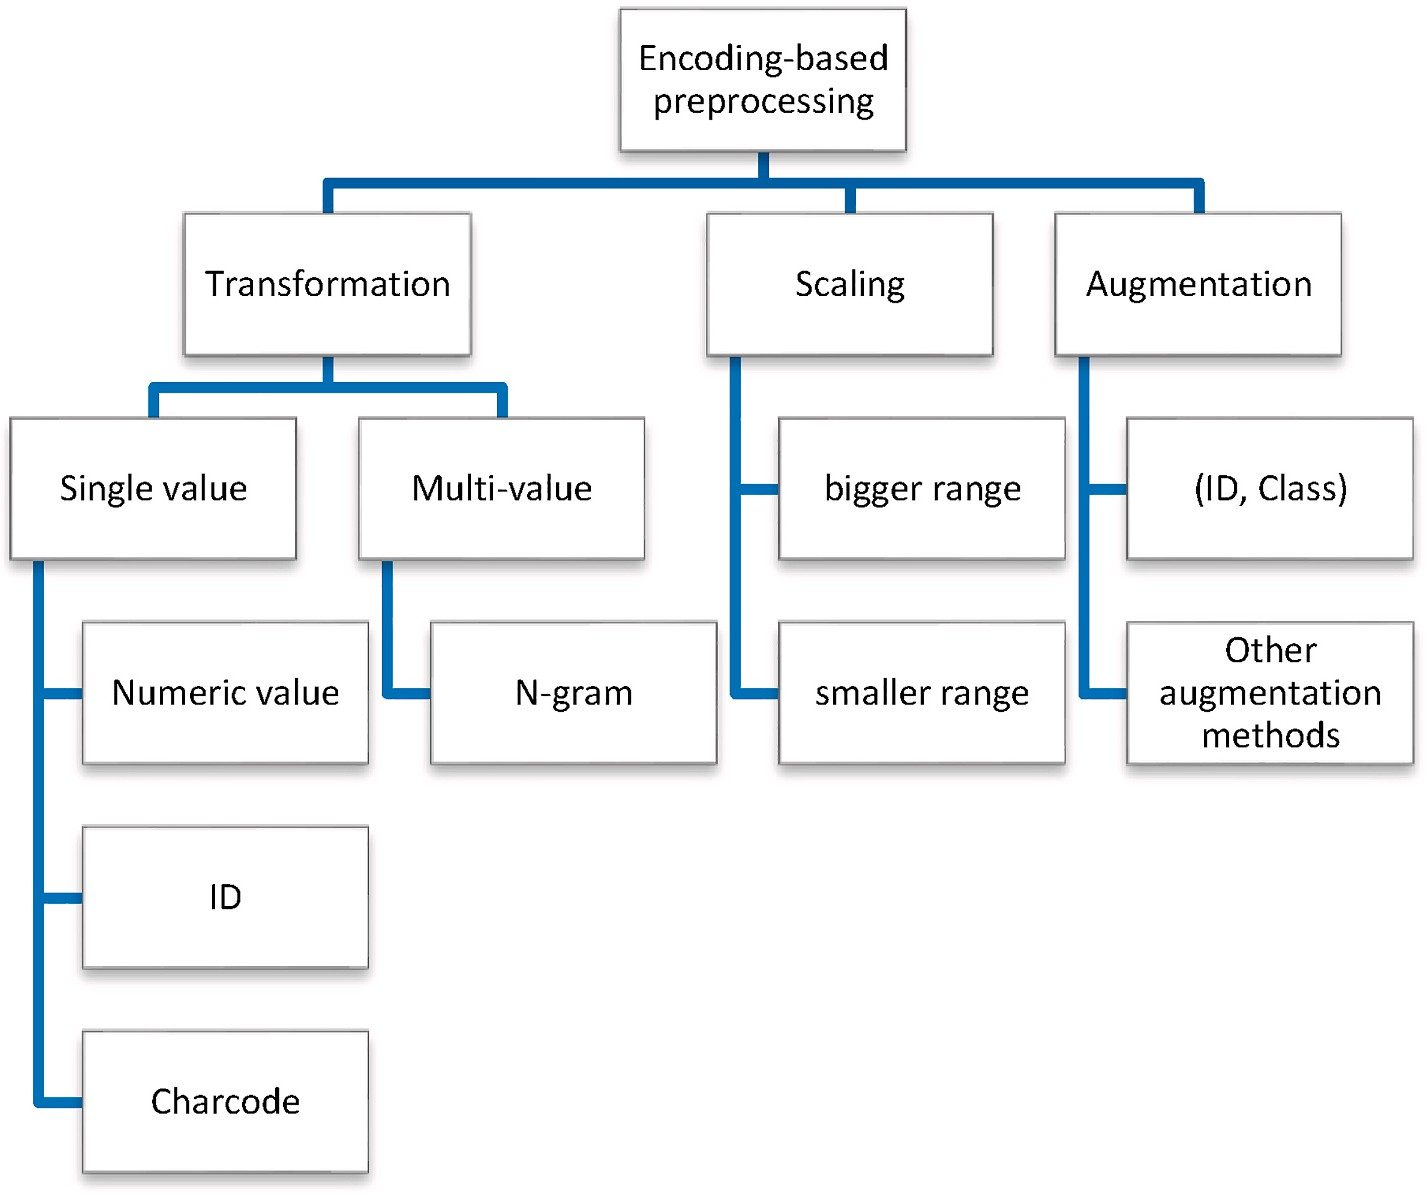 Encoding-based
preprocessing
Transformation
Scaling
Augmentation
Single value
Multi-value
bigger range
(ID, Class)
Numeric value
N-gram
smaller range
Other
augmentation
methods
ID
Charcode